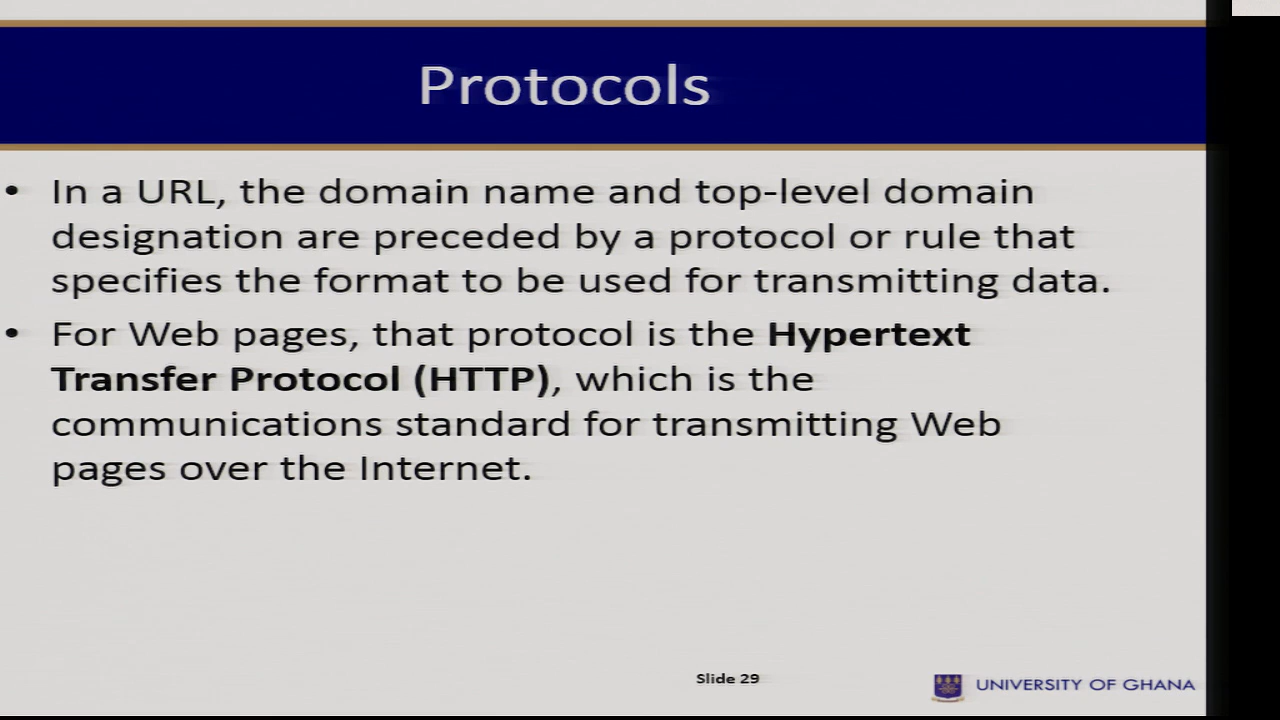 Protocols
• In a URL, the domain name and top-level domain
designation are preceded by a protocol or rule that
specifies the format to be used for transmitting data.
• For Web pages, that protocol is the Hypertext
Transfer Protocol (HTTP), which is the
communications standard for transmitting Web
pages over the Internet.
Slide 29
UNIVERSITY OF GHANA